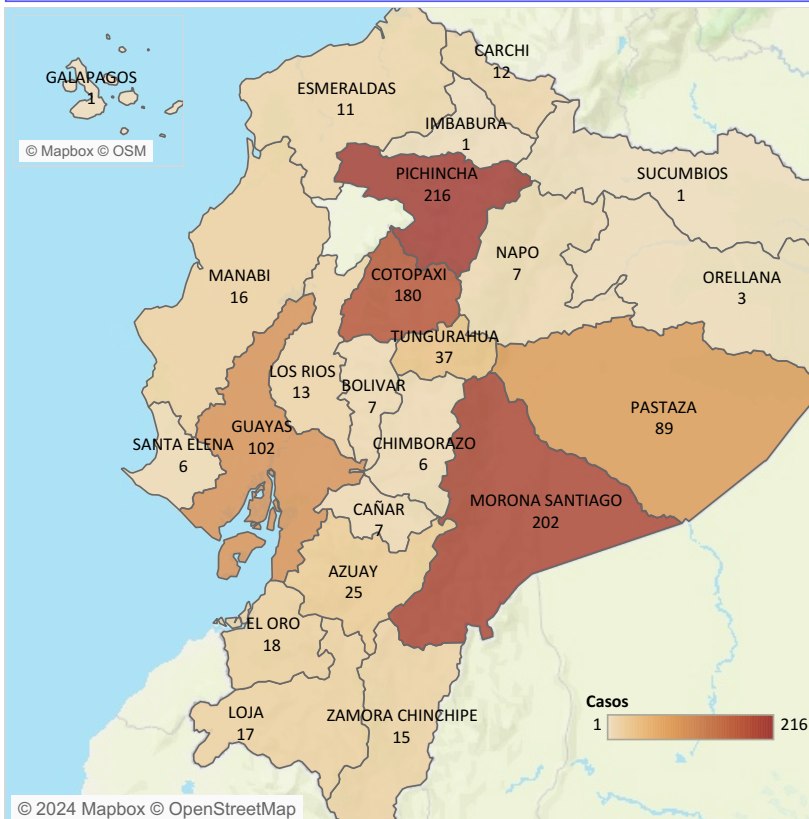 GALAPAGOS
1
© Mapbox © OSM
CARCHI
12
ESMERALDAS
11
IMBABURA
1
PICHINCHA
216
SUCUMBIOS
1
NAPO
7
MANABI
16
COTOPAXI
180
ORELLANA
3
TUNGURAHUA
37
LOS RIOS
13
BOLIVAR
7
PASTAZA
89
GUAYAS
102
SANTA ELENA
6
CHIMBORAZO
6
MORONA SANTIAGO
202
CAÑAR
7
AZUAY
25
EL ORO
18
LOJA
17
ZAMORA CHINCHIPE
15
Casos
1 216
© 2024 Mapbox © OpenStreetMap